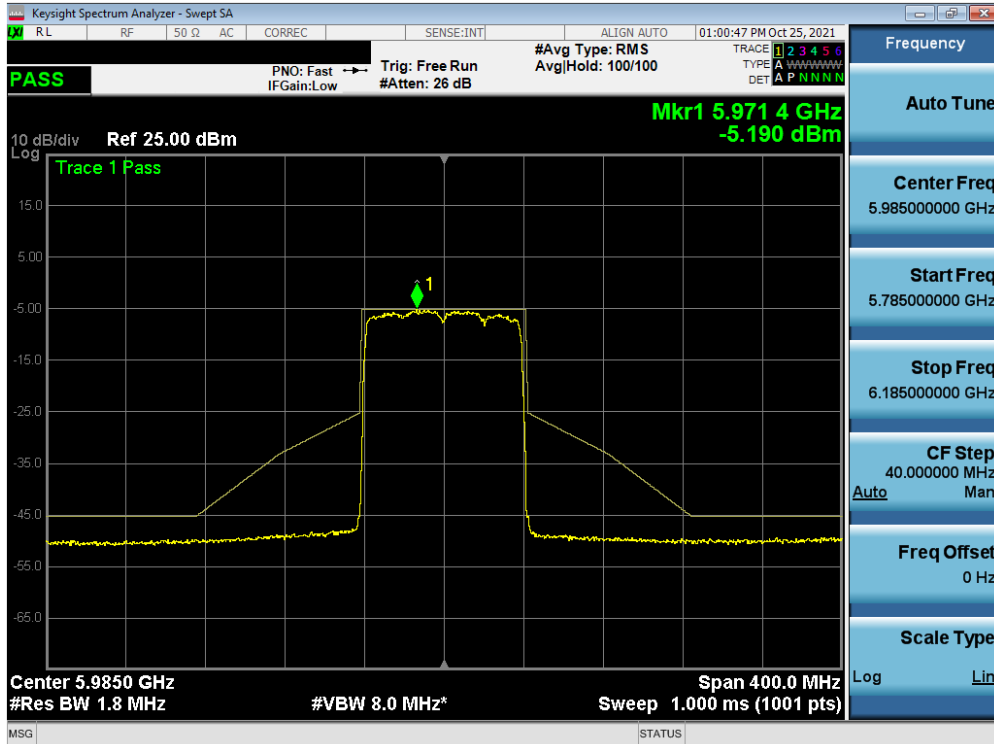 Keysight Spectrum Analyzer - Swept SA
LXI RL RF 50 Ω AC CORREC SENSE:INT ALIGN AUTO 01:00:47 PM Oct 25, 2021
PASS
PNO: Fast
IFGain:Low
Trig: Free Run
#Atten: 26 dB
#Avg Type: RMS
Avg|Hold: 100/100
TRACE 1 2 3 4 5 6
TYPE A WWWWW
DET A P N N N N
Mkr1 5.971 4 GHz
-5.190 dBm
10 dB/div Ref 25.00 dBm
Log
Trace 1 Pass
15.0
5.00
1
-5.00
-15.0
-25.0
-35.0
-45.0
-55.0
-65.0
Center 5.9850 GHz Span 400.0 MHz
#Res BW 1.8 MHz #VBW 8.0 MHz* Sweep 1.000 ms (1001 pts)
MSG STATUS
Frequency
Auto Tune
Center Freq
5.985000000 GHz
Start Freq
5.785000000 GHz
Stop Freq
6.185000000 GHz
CF Step
40.000000 MHz
Auto Man
Freq Offset
0 Hz
Scale Type
Log Lin